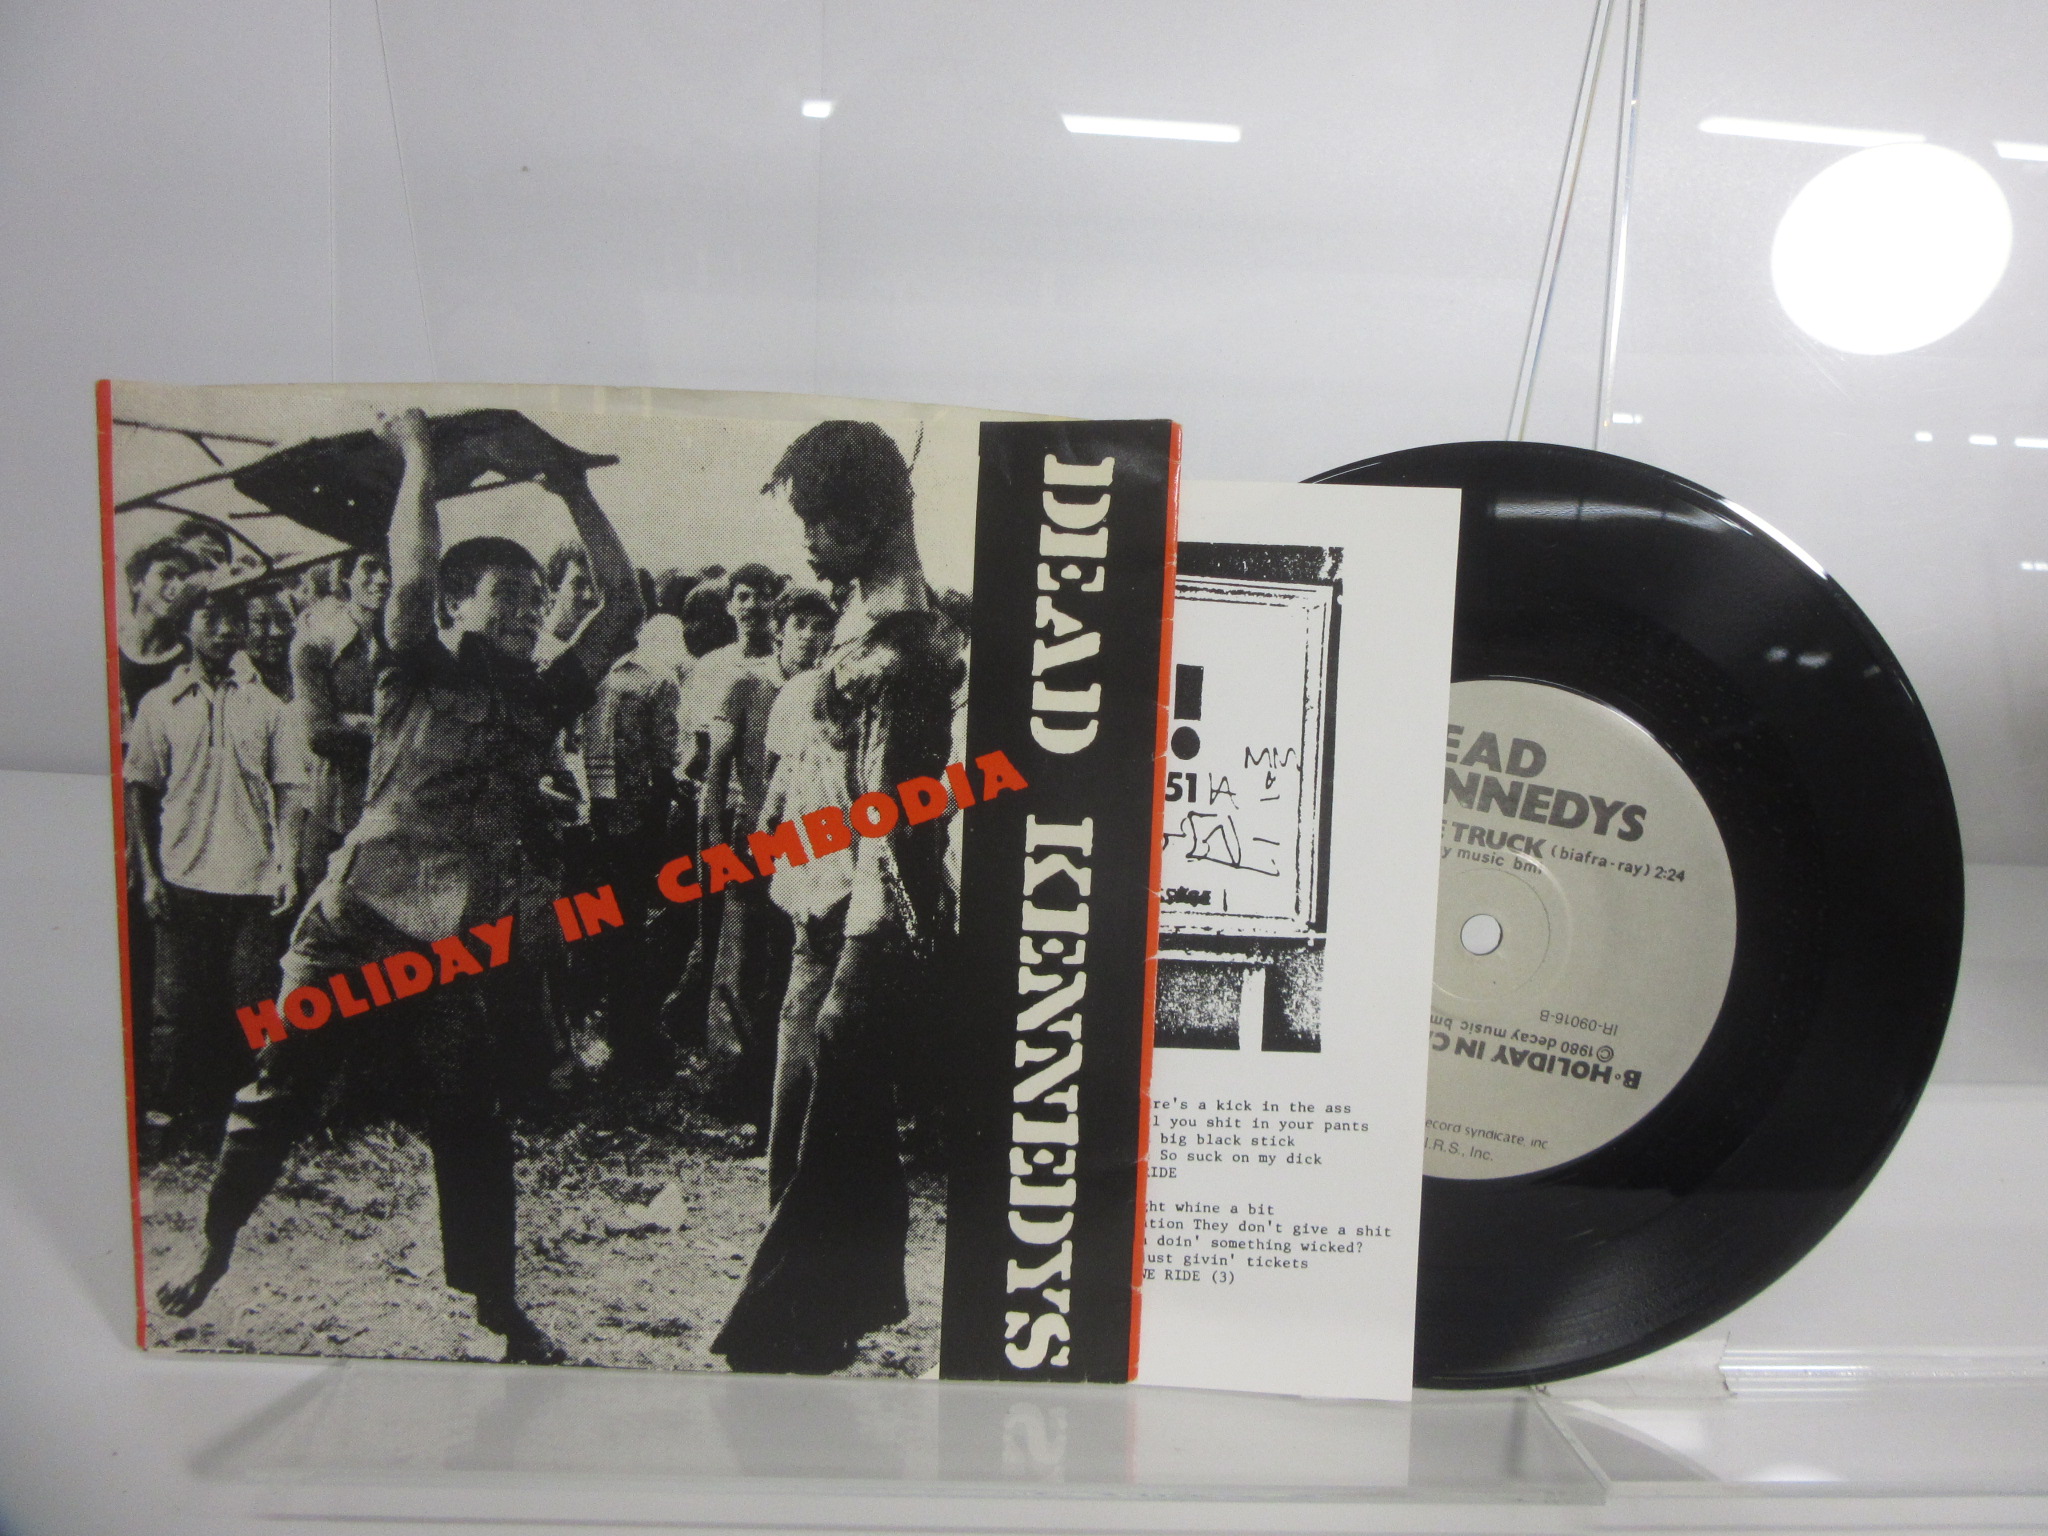 HOLIDAY IN CAMBODIA
DEAD KENNEDYS
51
re's a kick in the ass
l you shit in your pants
big black stick
So suck on my dick
RIDE
ght whine a bit
ation They don't give a shit
doin' something wicked?
ust givin' tickets
VE RIDE (3)
EAD
NNEDYS
E TRUCK (biafra-ray) 2:24
y music bmi
IR-09016-B
©1980 decay music bm
B•HOLIDAY IN CA
ecord syndicate, inc
I.R.S., Inc.